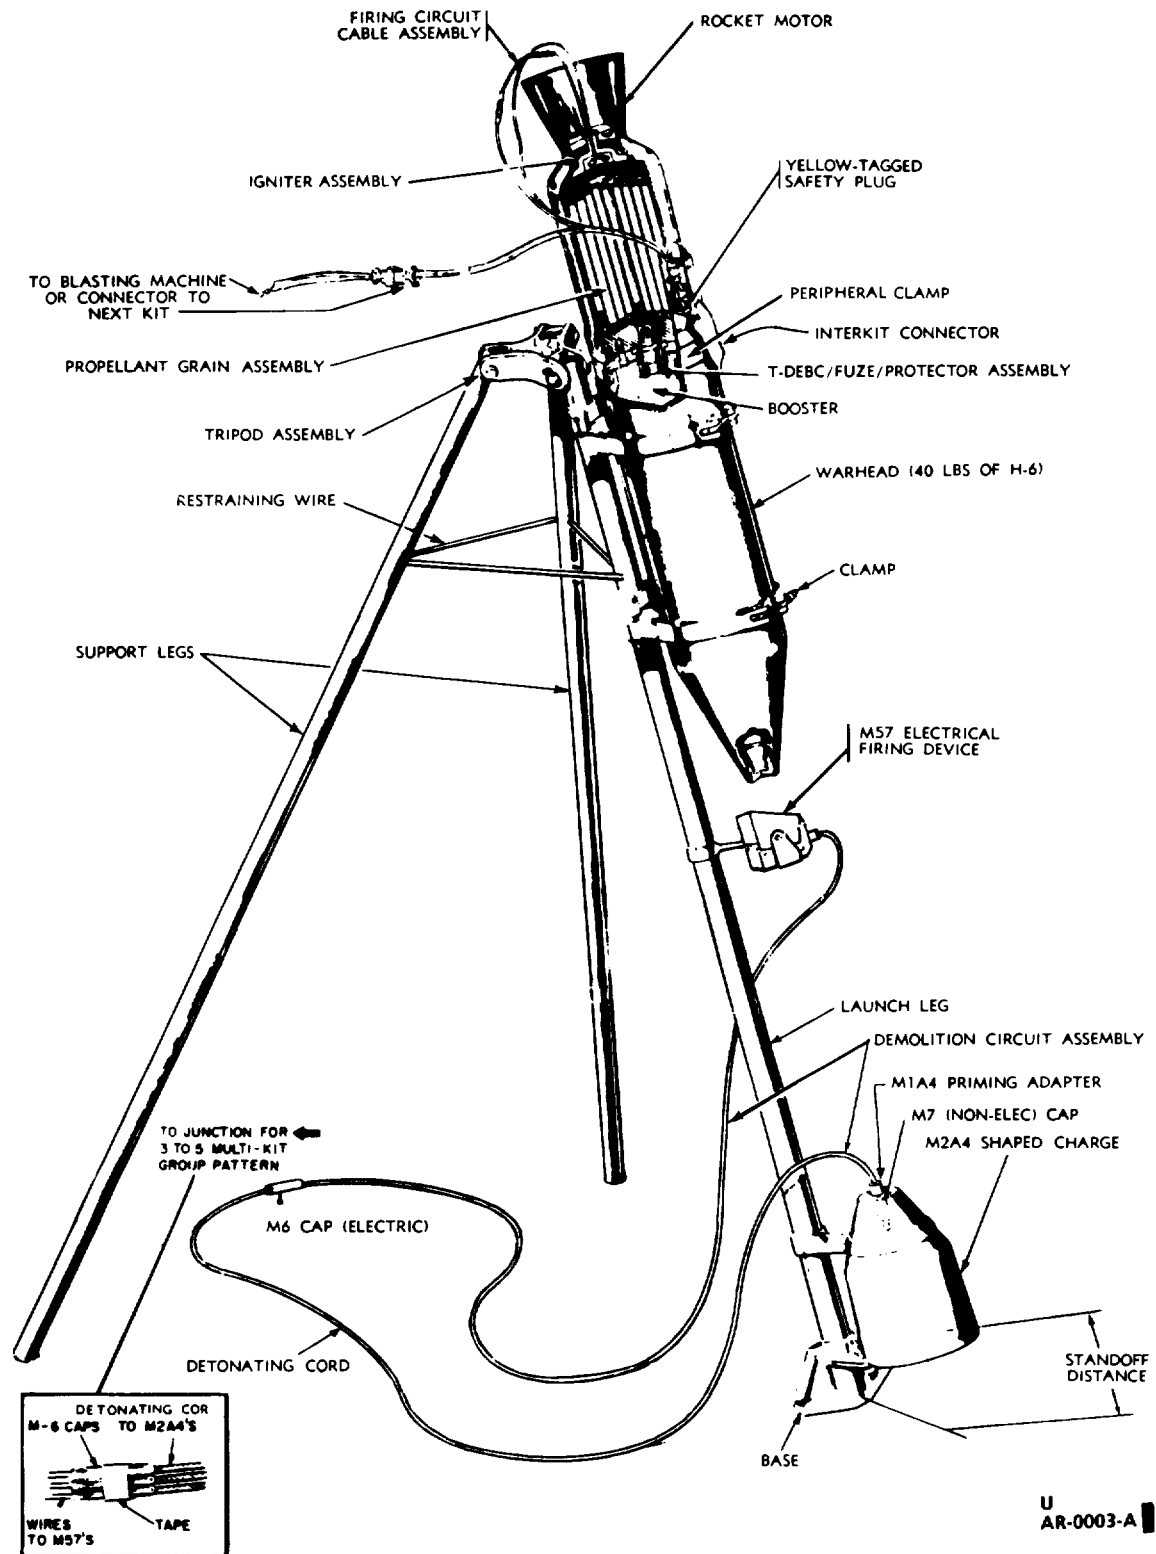 FIRING CIRCUIT
CABLE ASSEMBLY
ROCKET MOTOR
IGNITER ASSEMBLY
YELLOW-TAGGED
SAFETY PLUG
TO BLASTING MACHINE
OR CONNECTOR TO
NEXT KIT
PERIPHERAL CLAMP
INTERKIT CONNECTOR
PROPELLANT GRAIN ASSEMBLY
T-DEBC/FUZE/PROTECTOR ASSEMBLY
BOOSTER
TRIPOD ASSEMBLY
WARHEAD (40 LBS OF H-6)
RESTRAINING WIRE
CLAMP
SUPPORT LEGS
M57 ELECTRICAL
FIRING DEVICE
LAUNCH LEG
DEMOLITION CIRCUIT ASSEMBLY
M1A4 PRIMING ADAPTER
M7 (NON-ELEC) CAP
M2A4 SHAPED CHARGE
TO JUNCTION FOR
3 TO 5 MULTI-KIT
GROUP PATTERN
M6 CAP (ELECTRIC)
DETONATING CORD
STANDOFF
DISTANCE
BASE
DETONATING COR
M-6 CAPS TO M2A4'S
WIRES
TO M57'S
TAPE
U
AR-0003-A